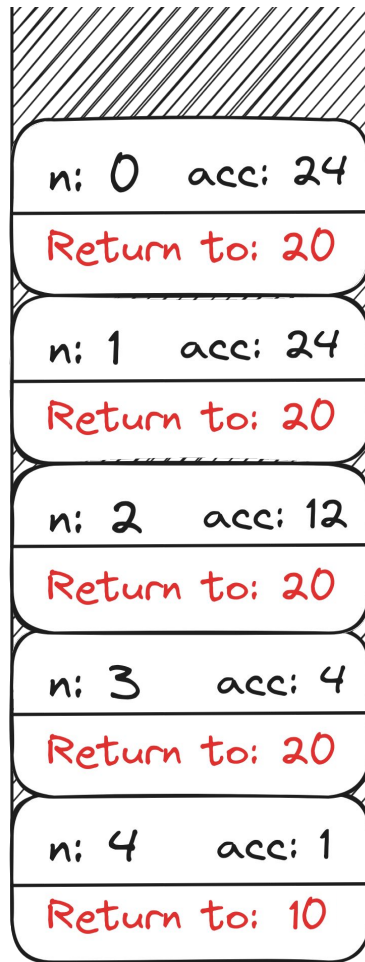 n: 0 acc: 24
Return to: 20
n: 1 acc: 24
Return to: 20
n: 2 acc: 12
Return to: 20
n: 3 acc: 4
Return to: 20
n: 4 acc: 1
Return to: 10